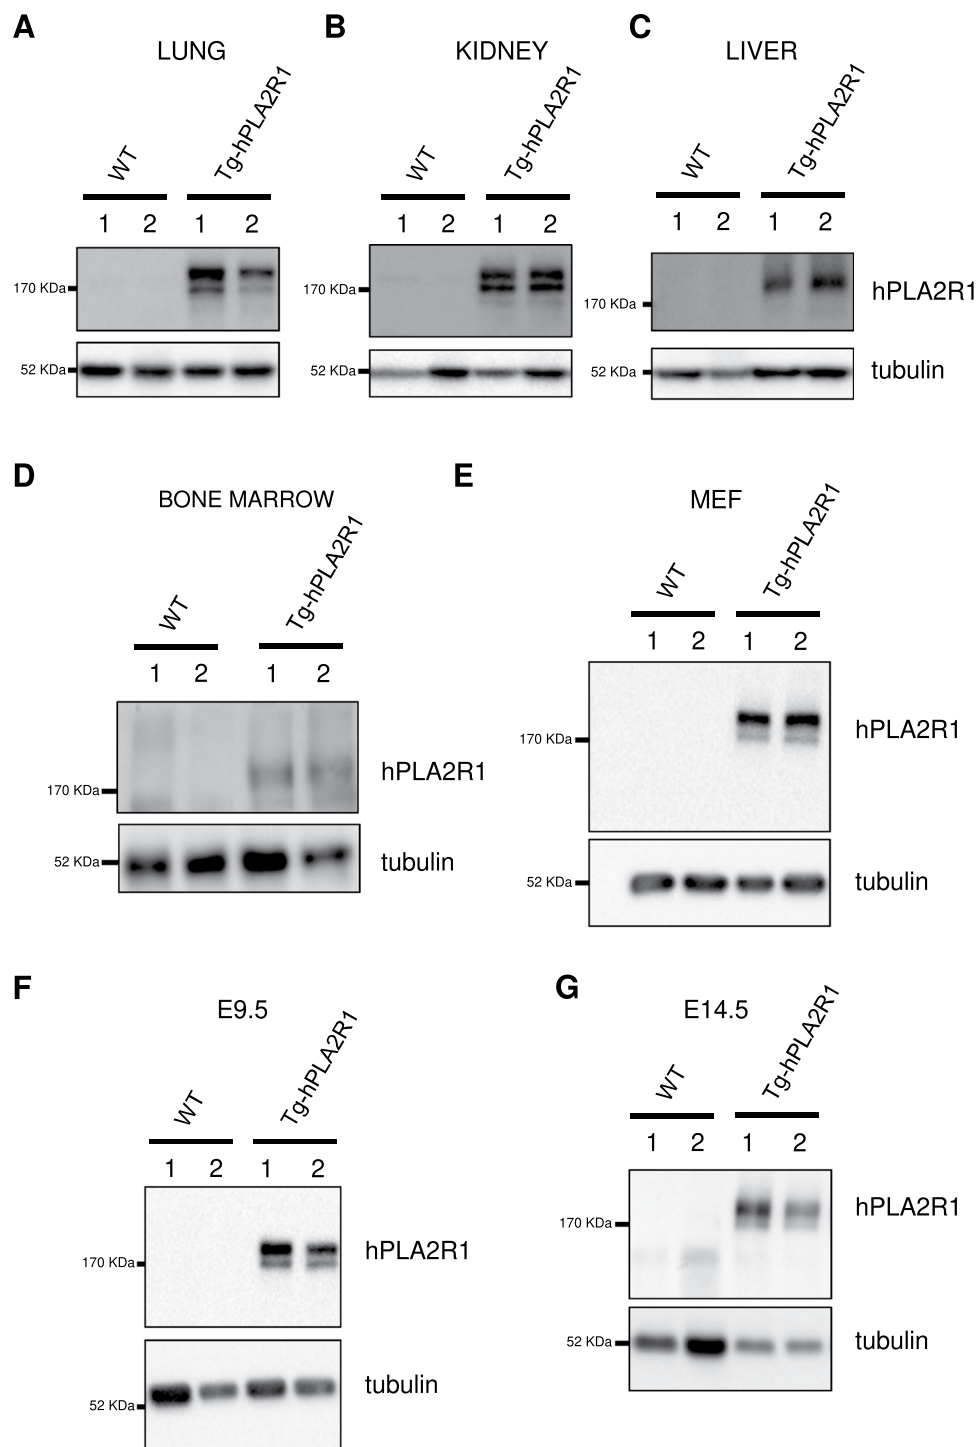 A
LUNG
WT
Tg-hPLA2R1
1 2 1 2
170 KDa
52 KDa
B
KIDNEY
WT
Tg-hPLA2R1
1 2 1 2
170 KDa
52 KDa
C
LIVER
WT
Tg-hPLA2R1
1 2 1 2
170 KDa
hPLA2R1
52 KDa
tubulin
D
BONE MARROW
WT
Tg-hPLA2R1
1 2 1 2
170 KDa
hPLA2R1
52 KDa
tubulin
E
MEF
WT
Tg-hPLA2R1
1 2 1 2
170 KDa
hPLA2R1
52 KDa
tubulin
F
E9.5
WT
Tg-hPLA2R1
1 2 1 2
170 KDa
hPLA2R1
52 KDa
tubulin
G
E14.5
WT
Tg-hPLA2R1
1 2 1 2
170 KDa
hPLA2R1
52 KDa
tubulin